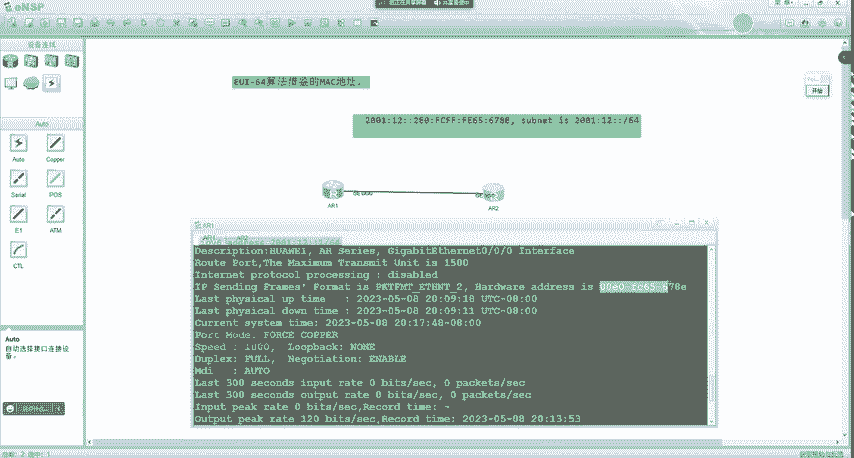 eNSP
设备连线
EUI-64算法借鉴的MAC地址.
开始
2001:12::2E0:FCFF:FE65:678E, subnet is 2001:12::/64
Auto
Auto
Copper
Serial
POS
E1
ATM
CTL
AR1
AR2
AR1
Description:HUAWEI, AR Series, GigabitEthernet0/0/0 Interface
Route Port,The Maximum Transmit Unit is 1500
Internet protocol processing : disabled
IP Sending Frames' Format is PKTFMT_ETHNT_2, Hardware address is 00e0-fc65-678e
Last physical up time : 2023-05-08 20:09:18 UTC-08:00
Last physical down time : 2023-05-08 20:09:11 UTC-08:00
Current system time: 2023-05-08 20:17:48-08:00
Port Mode: FORCE COPPER
Speed : 1000, Loopback: NONE
Duplex: FULL, Negotiation: ENABLE
Mdi : AUTO
Last 300 seconds input rate 0 bits/sec, 0 packets/sec
Last 300 seconds output rate 0 bits/sec, 0 packets/sec
Input peak rate 0 bits/sec,Record time: -
Output peak rate 120 bits/sec,Record time: 2023-05-08 20:13:53
Auto
自动选择接口连接设备。